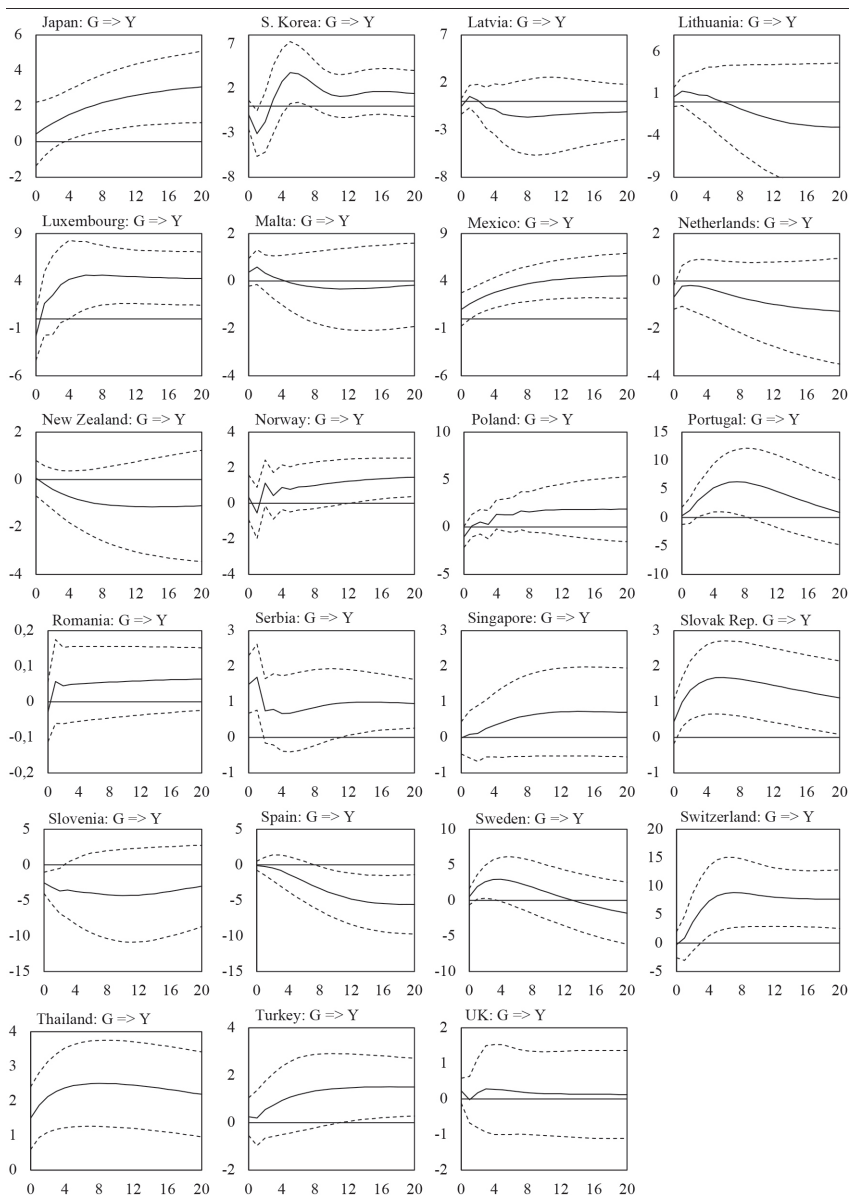 Japan: G => Y
6
4
2
0
-2
0 4 8 12 16 20
S. Korea: G => Y
7
2
-3
-8
0 4 8 12 16 20
Latvia: G => Y
7
2
-3
-8
0 4 8 12 16 20
Lithuania: G => Y
6
1
-4
-9
0 4 8 12 16 20
Luxembourg: G => Y
9
4
-1
-6
0 4 8 12 16 20
Malta: G => Y
2
0
-2
-4
0 4 8 12 16 20
Mexico: G => Y
9
4
-1
-6
0 4 8 12 16 20
Netherlands: G => Y
2
0
-2
-4
0 4 8 12 16 20
New Zealand: G => Y
2
0
-2
-4
0 4 8 12 16 20
Norway: G => Y
4
2
0
-2
-4
0 4 8 12 16 20
Poland: G => Y
10
5
0
-5
0 4 8 12 16 20
Portugal: G => Y
15
10
5
0
-5
-10
0 4 8 12 16 20
Romania: G => Y
0,2
0,1
0
-0,1
-0,2
0 4 8 12 16 20
Serbia: G => Y
3
2
1
0
-1
0 4 8 12 16 20
Singapore: G => Y
3
2
1
0
-1
0 4 8 12 16 20
Slovak Rep. G => Y
3
2
1
0
-1
0 4 8 12 16 20
Slovenia: G => Y
5
0
-5
-10
-15
0 4 8 12 16 20
Spain: G => Y
5
0
-5
-10
-15
0 4 8 12 16 20
Sweden: G => Y
10
5
0
-5
-10
0 4 8 12 16 20
Switzerland: G => Y
20
15
10
5
0
-5
0 4 8 12 16 20
Thailand: G => Y
4
3
2
1
0
0 4 8 12 16 20
Turkey: G => Y
4
2
0
-2
0 4 8 12 16 20
UK: G => Y
2
1
0
-1
-2
0 4 8 12 16 20